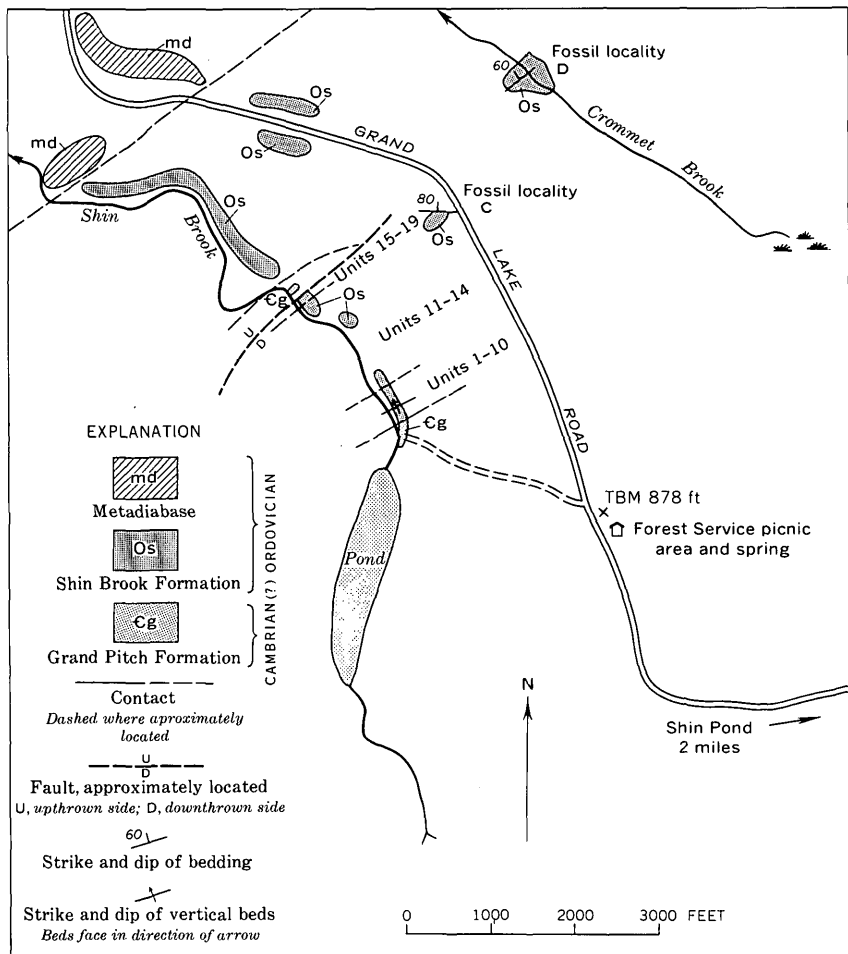 md
Os
Os
GRAND
60
Fossil locality
D
Os
Crommet
Brook
md
Shin
Brook
Os
80
Fossil locality
C
Os
LAKE
ROAD
Units 15–19
Єg
Os
U
D
Units 11–14
Units 1–10
Єg
TBM 878 ft
Forest Service picnic
area and spring
Pond
N
Shin Pond
2 miles
EXPLANATION
md
Metadiabase
Os
Shin Brook Formation
ORDOVICIAN
Єg
Grand Pitch Formation
CAMBRIAN(?)
Contact
Dashed where aproximately
located
U
D
Fault, approximately located
U, upthrown side; D, downthrown side
60
Strike and dip of bedding
Strike and dip of vertical beds
Beds face in direction of arrow
0 1000 2000 3000 FEET